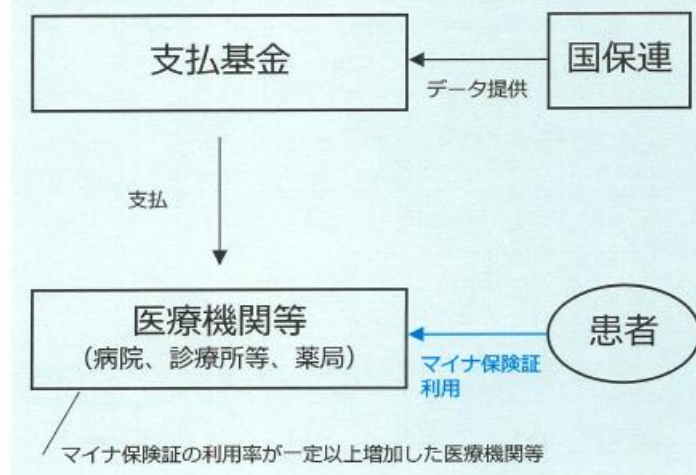 支払基金
国保連
データ提供
支払
医療機関等
(病院、診療所等、薬局)
患者
マイナ保険証
利用
マイナ保険証の利用率が一定以上増加した医療機関等